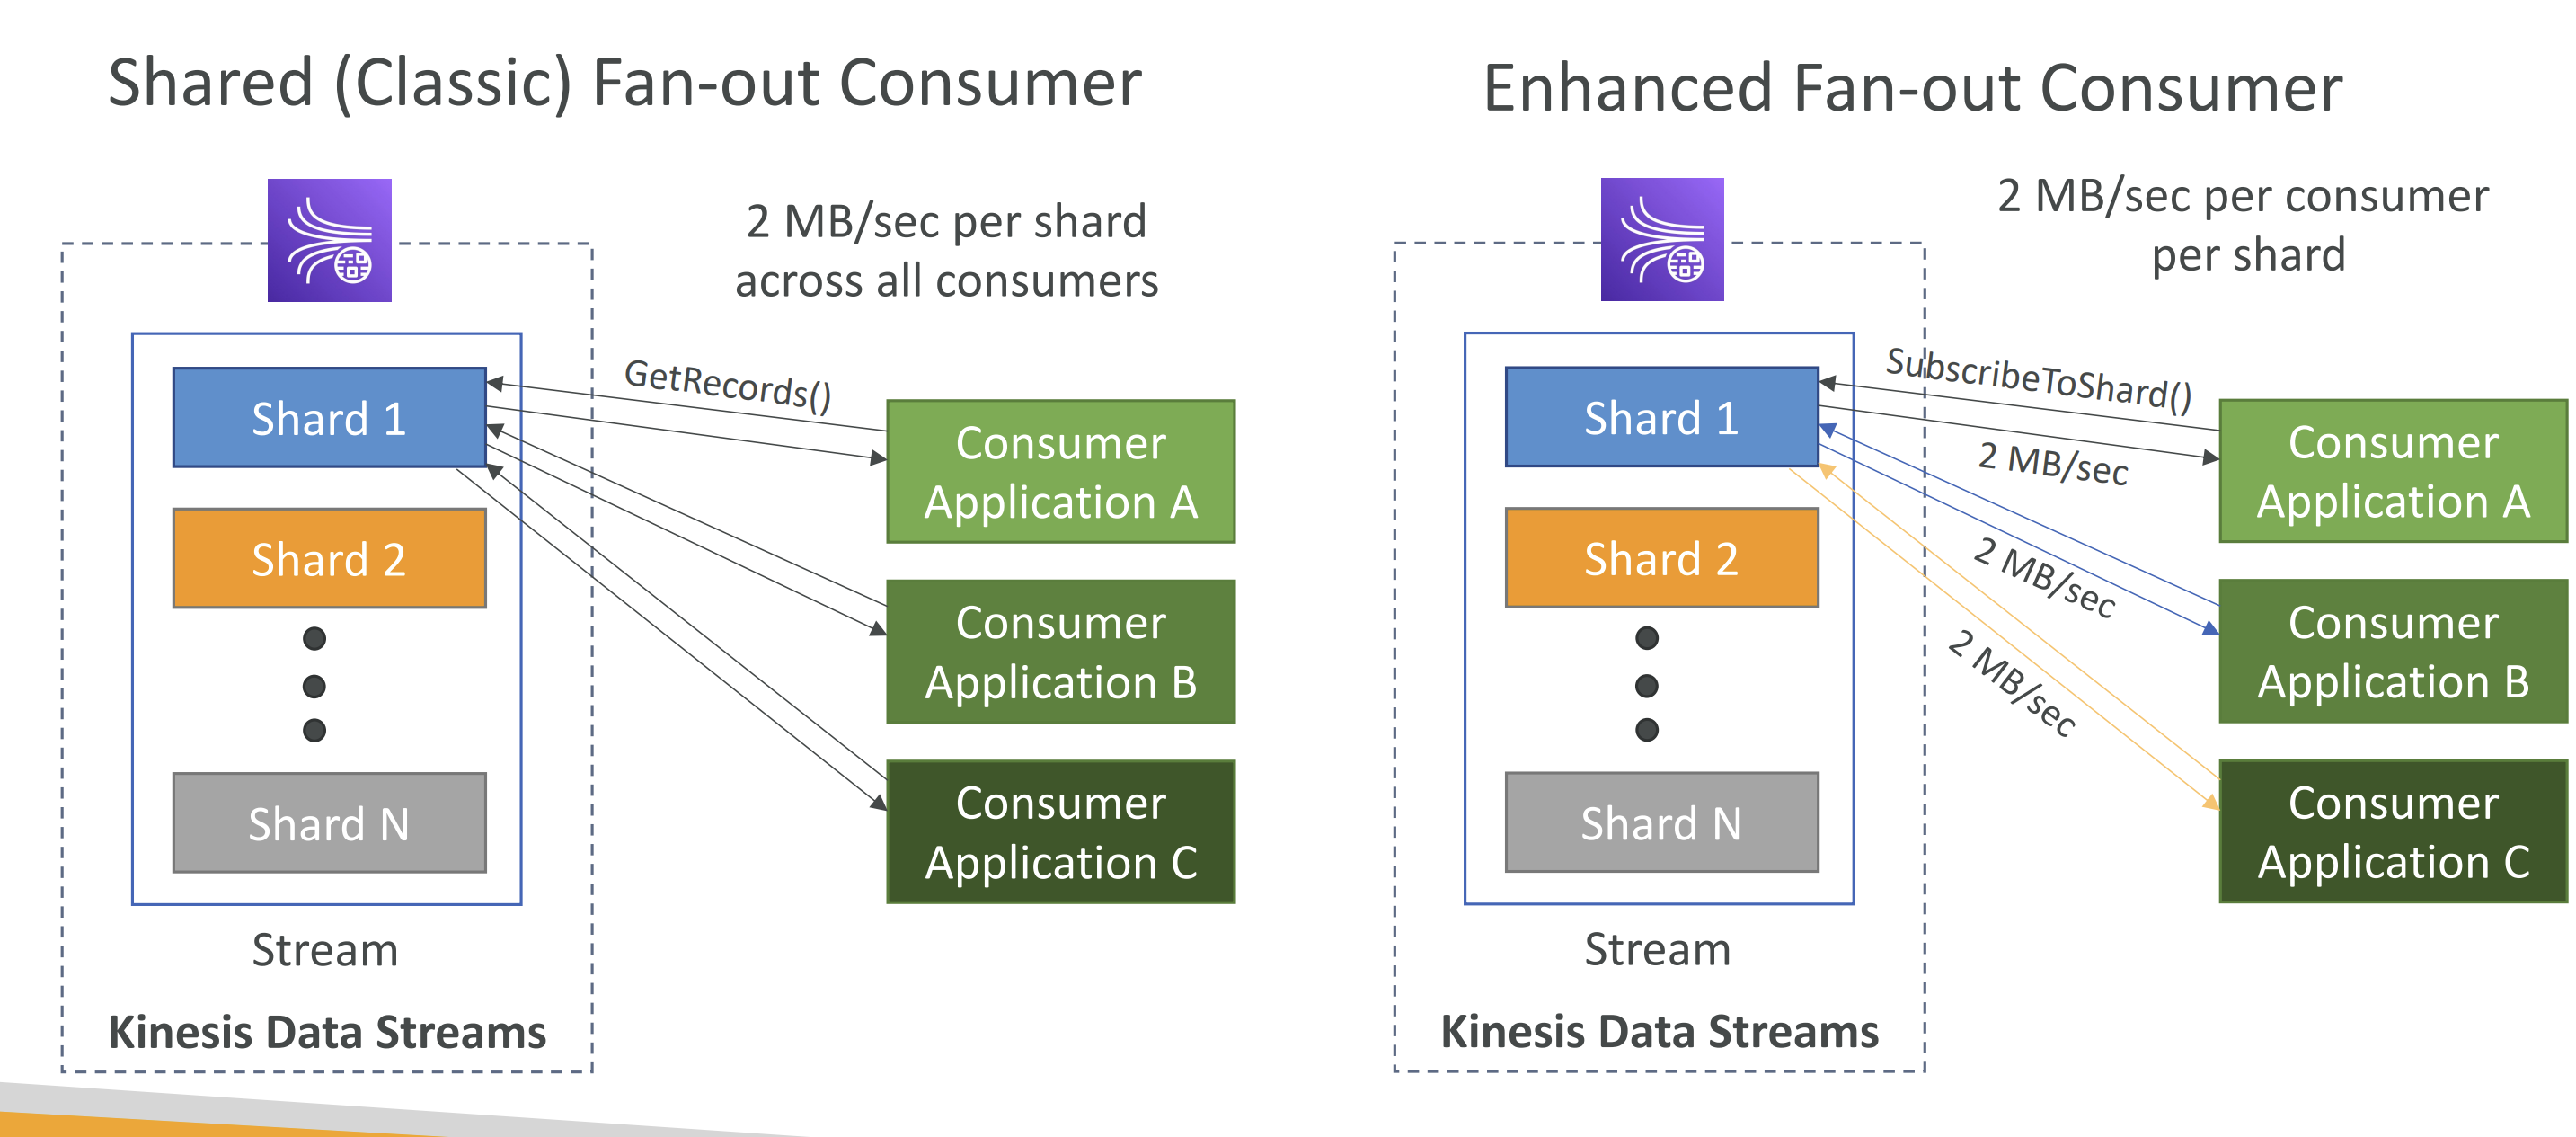 Shared (Classic) Fan-out Consumer
2 MB/sec per shard
across all consumers
GetRecords()
Shard 1
Shard 2
Shard N
Stream
Kinesis Data Streams
Consumer
Application A
Consumer
Application B
Consumer
Application C
Enhanced Fan-out Consumer
2 MB/sec per consumer
per shard
SubscribeToShard()
2 MB/sec
2 MB/sec
2 MB/sec
Shard 1
Shard 2
Shard N
Stream
Kinesis Data Streams
Consumer
Application A
Consumer
Application B
Consumer
Application C